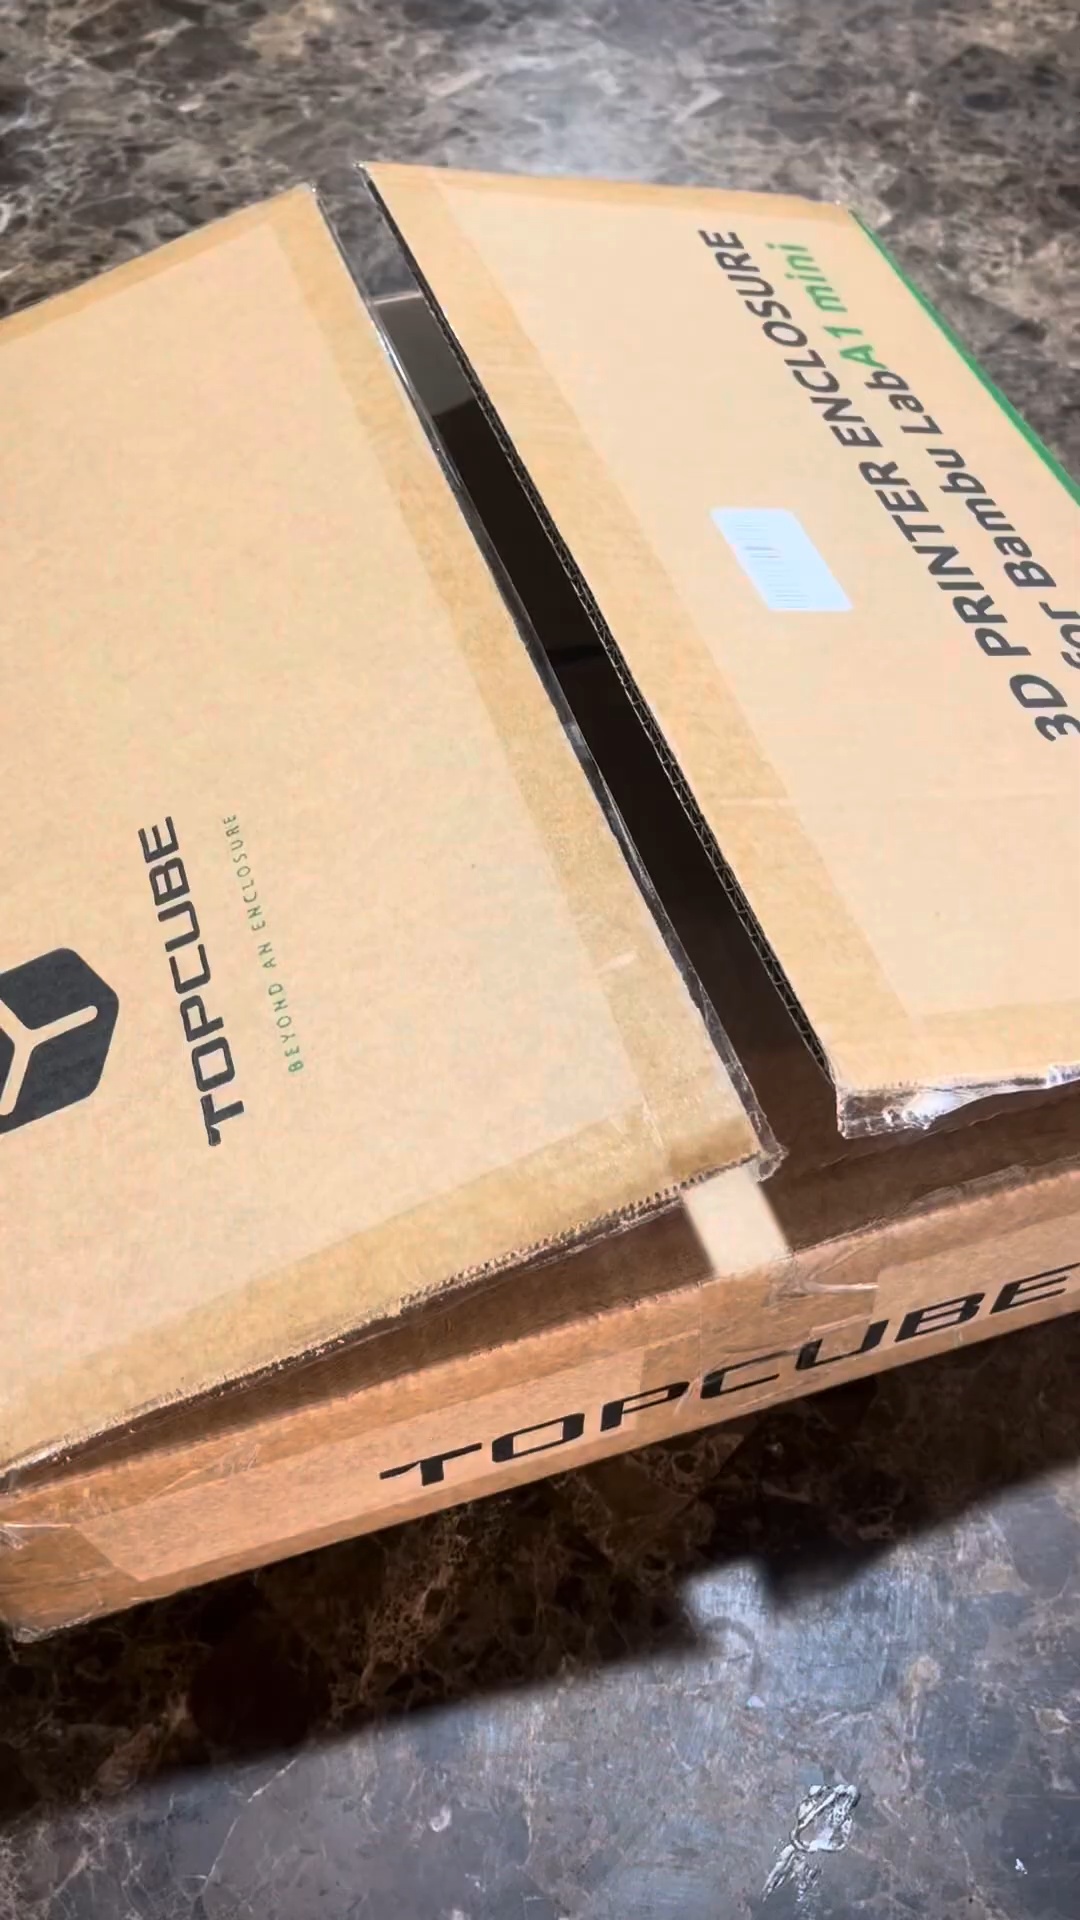 TOPCUBE
BEYOND AN ENCLOSURE
3D PRINTER ENCLOSURE
for Bambu Lab A1 mini
TOPCUBE